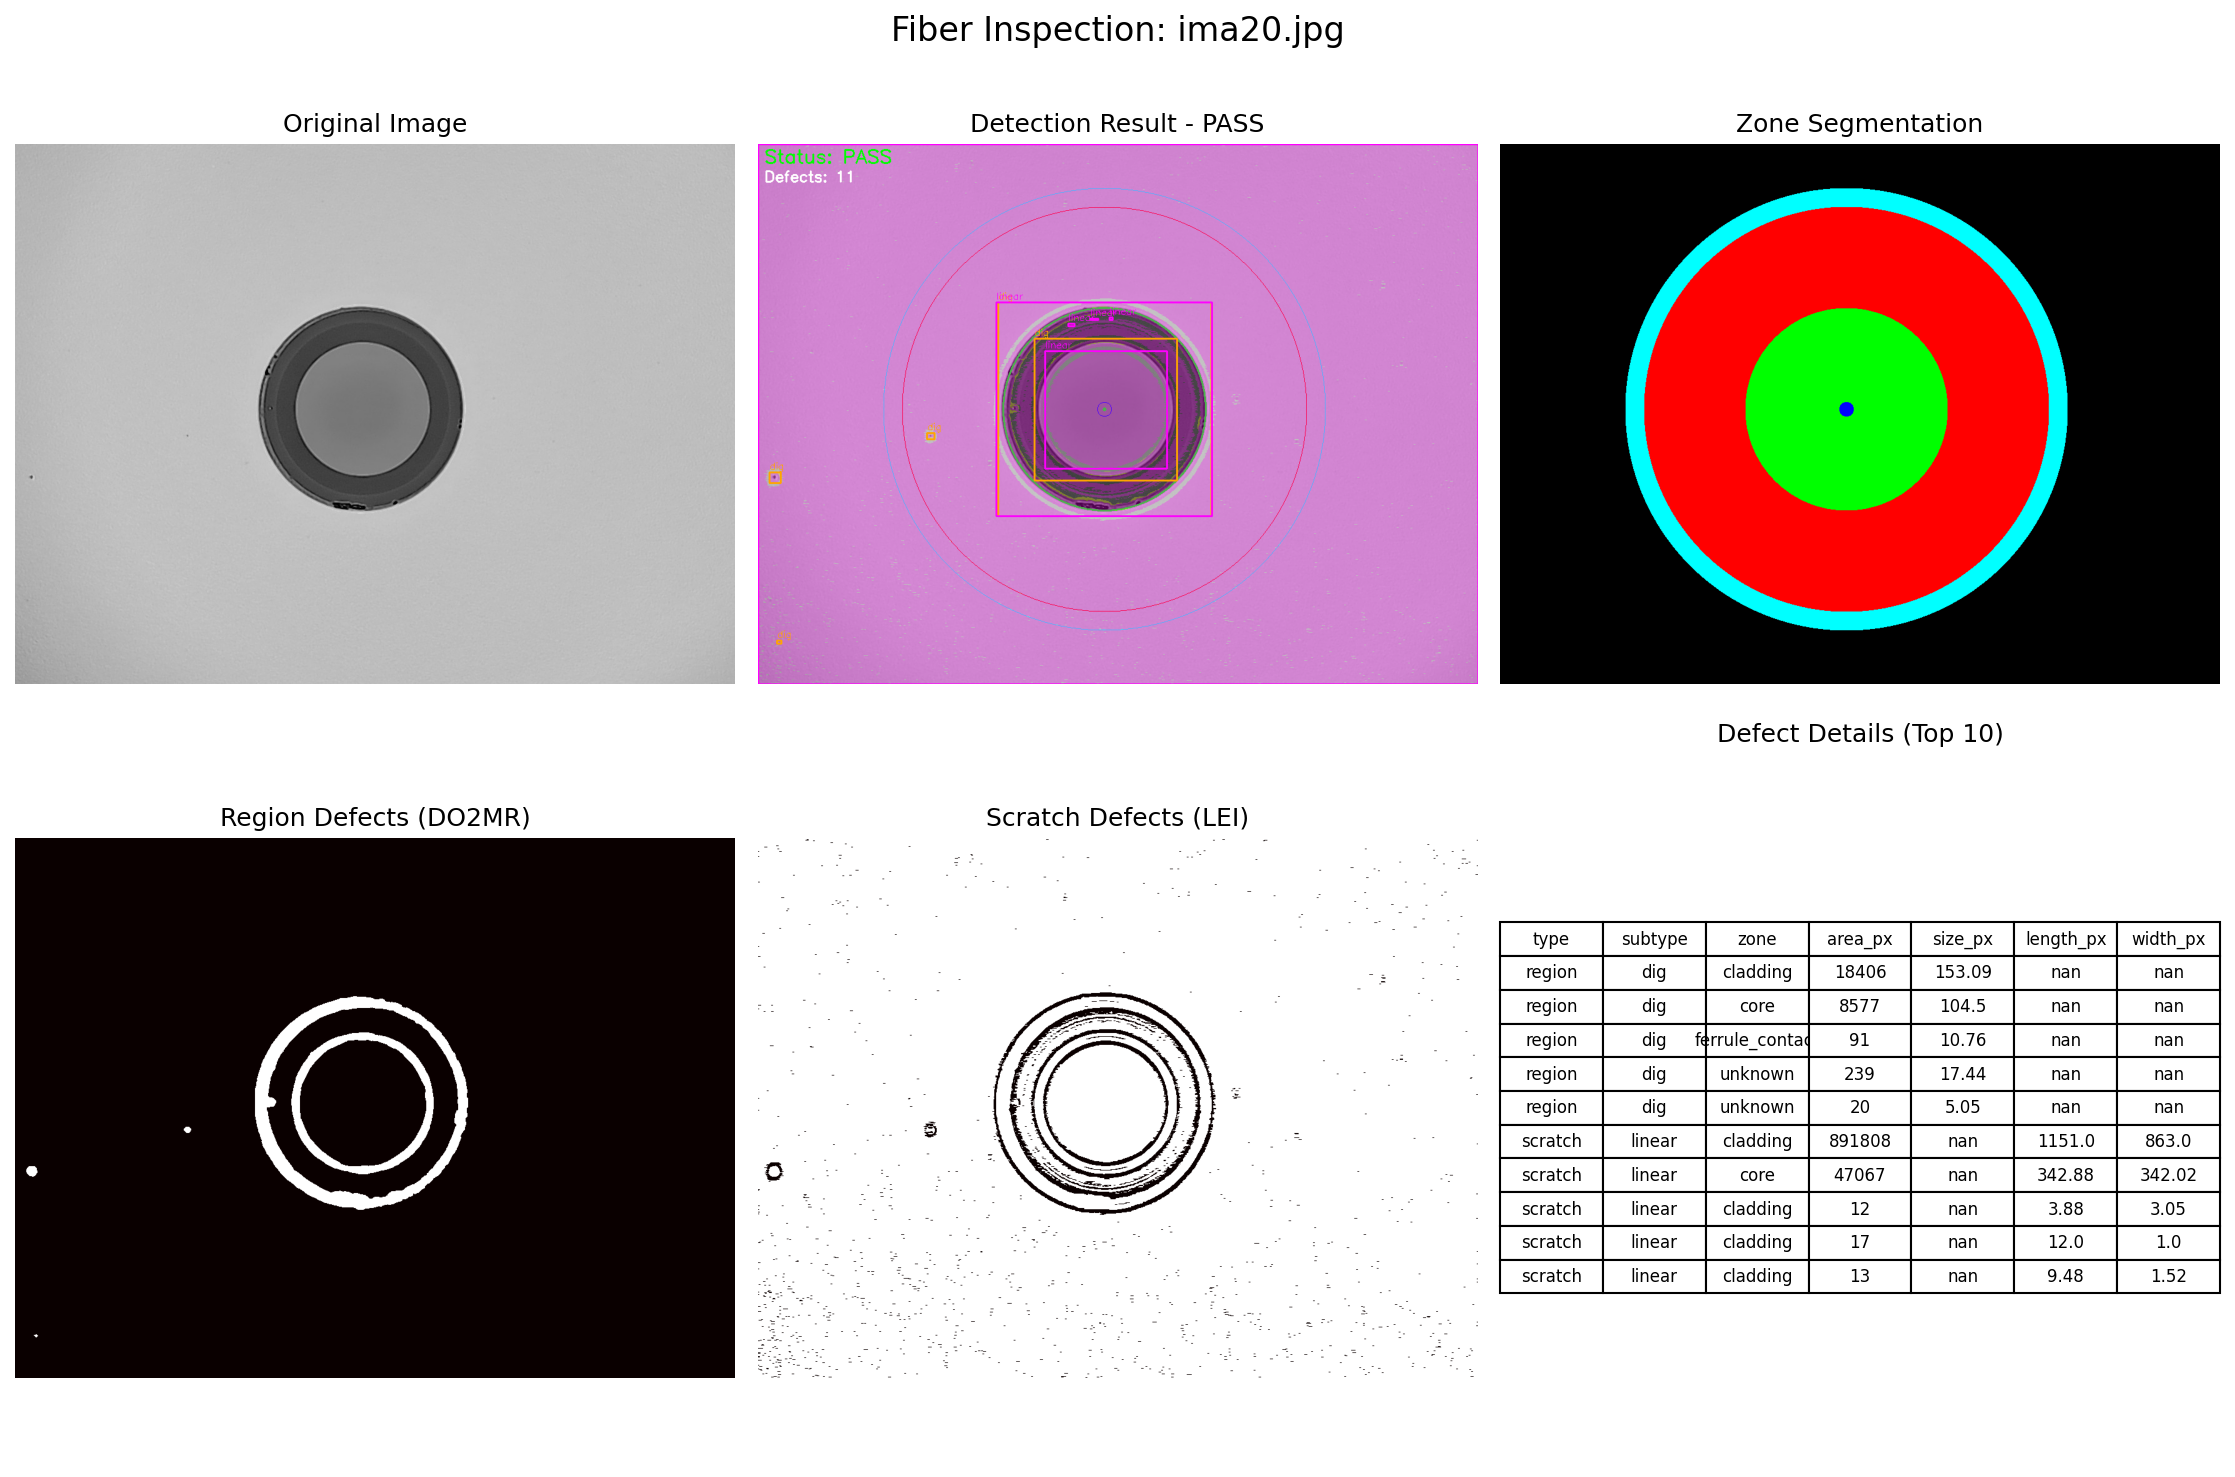 Fiber Inspection: ima20.jpg
Original Image
Detection Result - PASS
Zone Segmentation
Status: PASS
Defects: 11
linear
dig
linear
dig
Defect Details (Top 10)
Region Defects (DO2MR)
Scratch Defects (LEI)
type subtype zone area_px size_px length_px width_px
region dig cladding 18406 153.09 nan nan
region dig core 8577 104.5 nan nan
region dig ferrule_contac 91 10.76 nan nan
region dig unknown 239 17.44 nan nan
region dig unknown 20 5.05 nan nan
scratch linear cladding 891808 nan 1151.0 863.0
scratch linear core 47067 nan 342.88 342.02
scratch linear cladding 12 nan 3.88 3.05
scratch linear cladding 17 nan 12.0 1.0
scratch linear cladding 13 nan 9.48 1.52